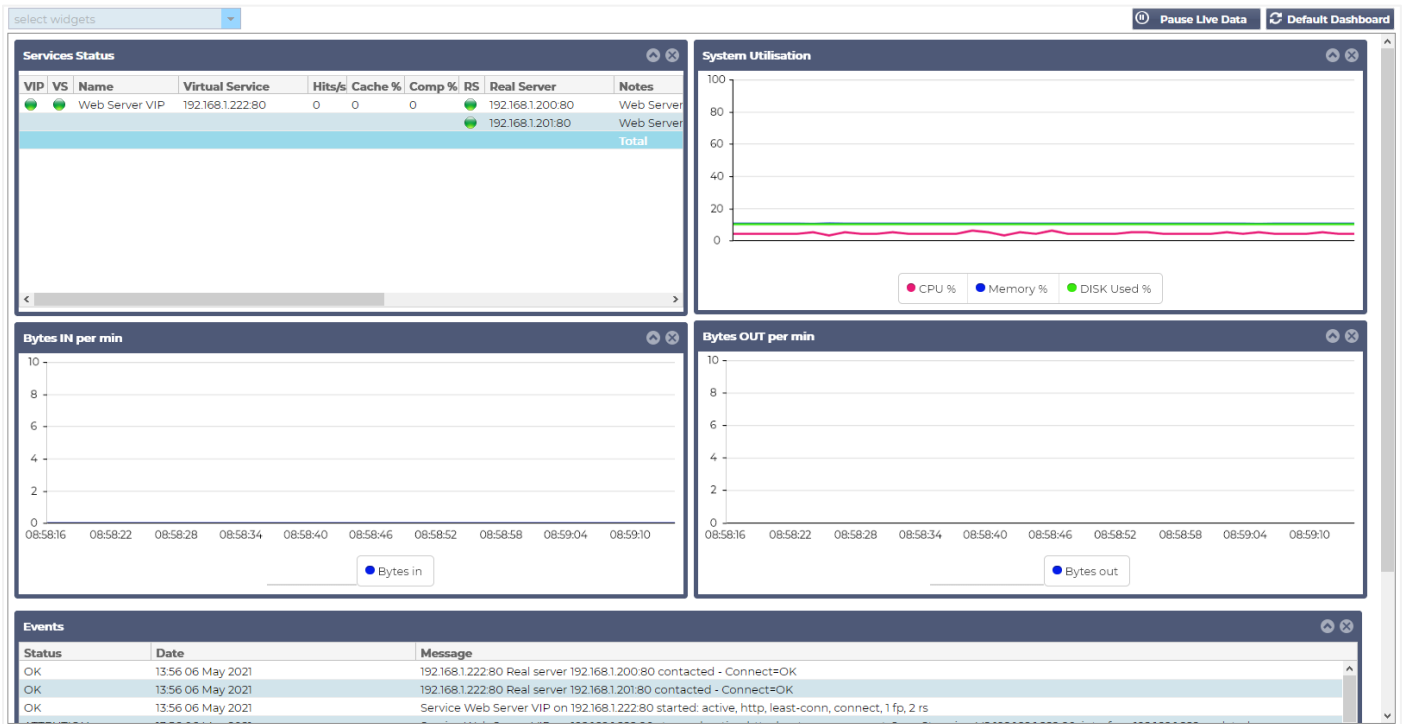 select widgets
Pause Live Data
Default Dashboard
Services Status
VIP VS Name Virtual Service Hits/s Cache % Comp % RS Real Server Notes
Web Server VIP 192.168.1.222:80 0 0 0 192.168.1.200:80 Web Server
192.168.1.201:80 Web Server
Total
System Utilisation
100
80
60
40
20
0
CPU % Memory % DISK Used %
Bytes IN per min
10
8
6
4
2
0
08:58:16 08:58:22 08:58:28 08:58:34 08:58:40 08:58:46 08:58:52 08:58:58 08:59:04 08:59:10
Bytes in
Bytes OUT per min
10
8
6
4
2
0
08:58:16 08:58:22 08:58:28 08:58:34 08:58:40 08:58:46 08:58:52 08:58:58 08:59:04 08:59:10
Bytes out
Events
Status Date Message
OK 13:56 06 May 2021 192.168.1.222:80 Real server 192.168.1.200:80 contacted - Connect=OK
OK 13:56 06 May 2021 192.168.1.222:80 Real server 192.168.1.201:80 contacted - Connect=OK
OK 13:56 06 May 2021 Service Web Server VIP on 192.168.1.222:80 started: active, http, least-conn, connect, 1 fp, 2 rs